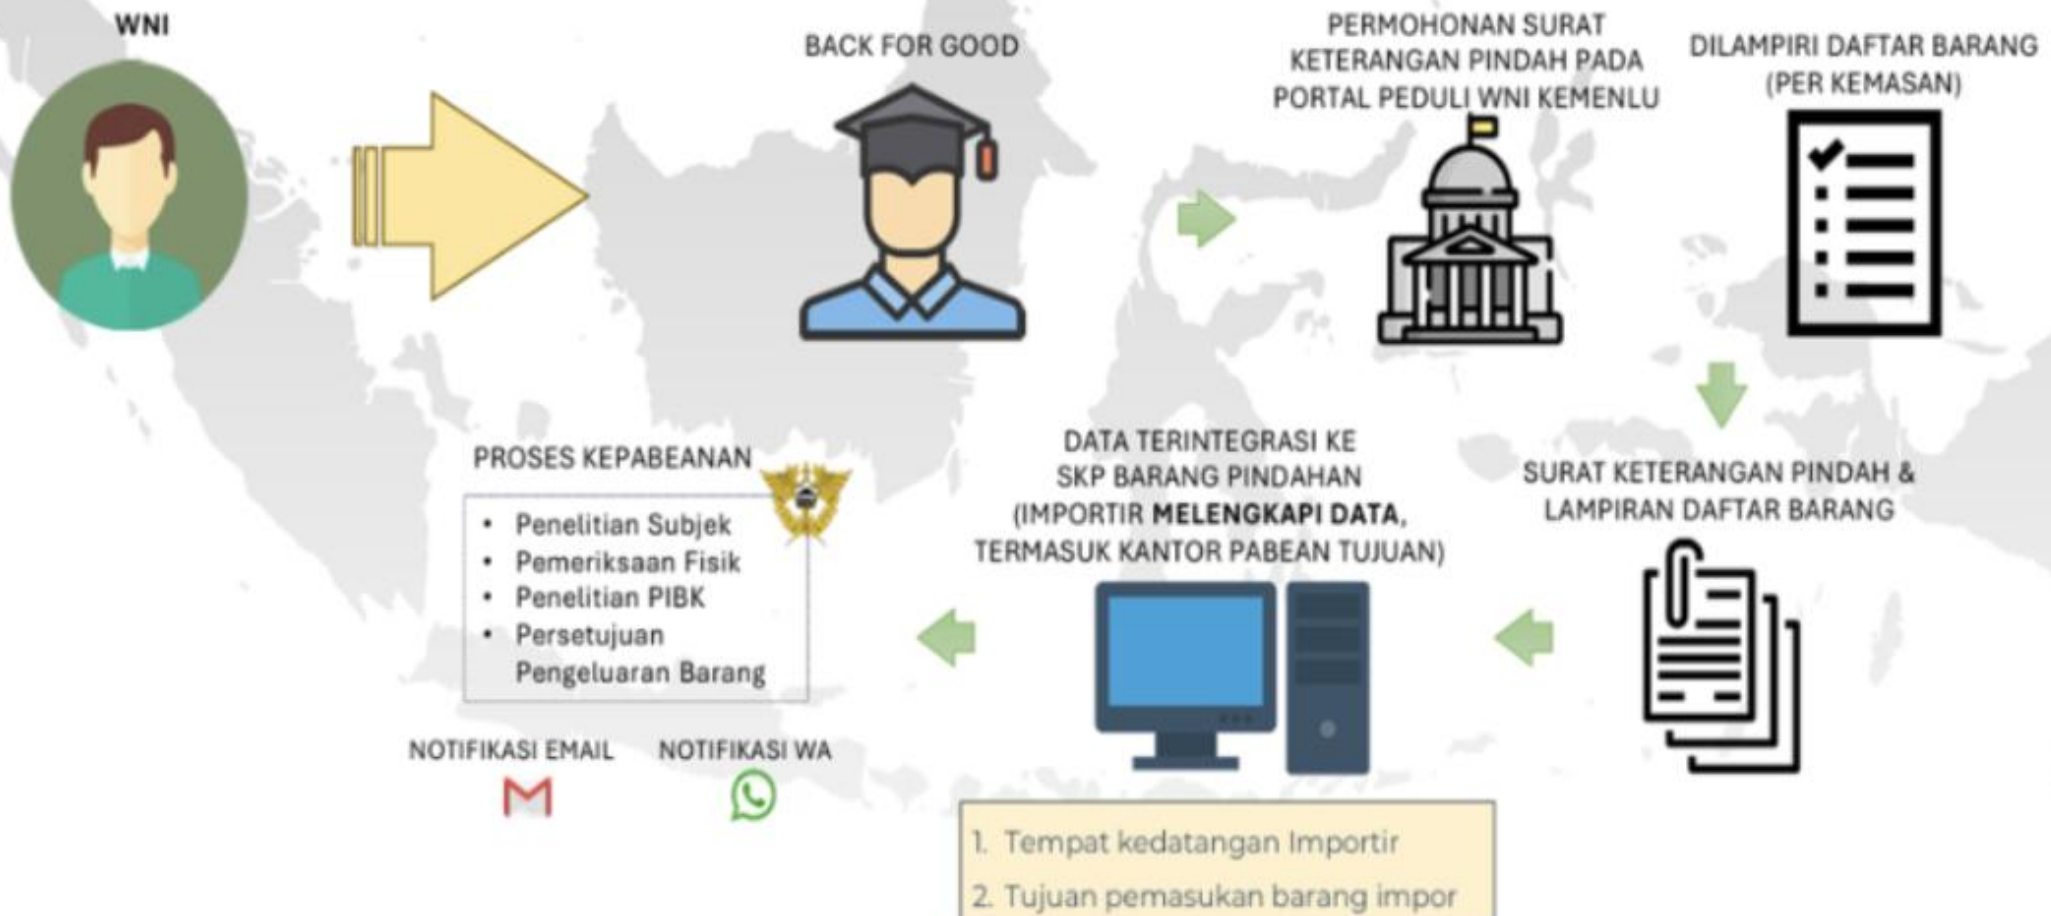 WNI
BACK FOR GOOD
PERMOHONAN SURAT
KETERANGAN PINDAH PADA
PORTAL PEDULI WNI KEMENLU
DILAMPIRI DAFTAR BARANG
(PER KEMASAN)
SURAT KETERANGAN PINDAH &
LAMPIRAN DAFTAR BARANG
DATA TERINTEGRASI KE
SKP BARANG PINDAHAN
(IMPORTIR MELENGKAPI DATA,
TERMASUK KANTOR PABEAN TUJUAN)
1. Tempat kedatangan Importir
2. Tujuan pemasukan barang impor
PROSES KEPABEANAN
• Penelitian Subjek
• Pemeriksaan Fisik
• Penelitian PIBK
• Persetujuan
Pengeluaran Barang
NOTIFIKASI EMAIL
NOTIFIKASI WA